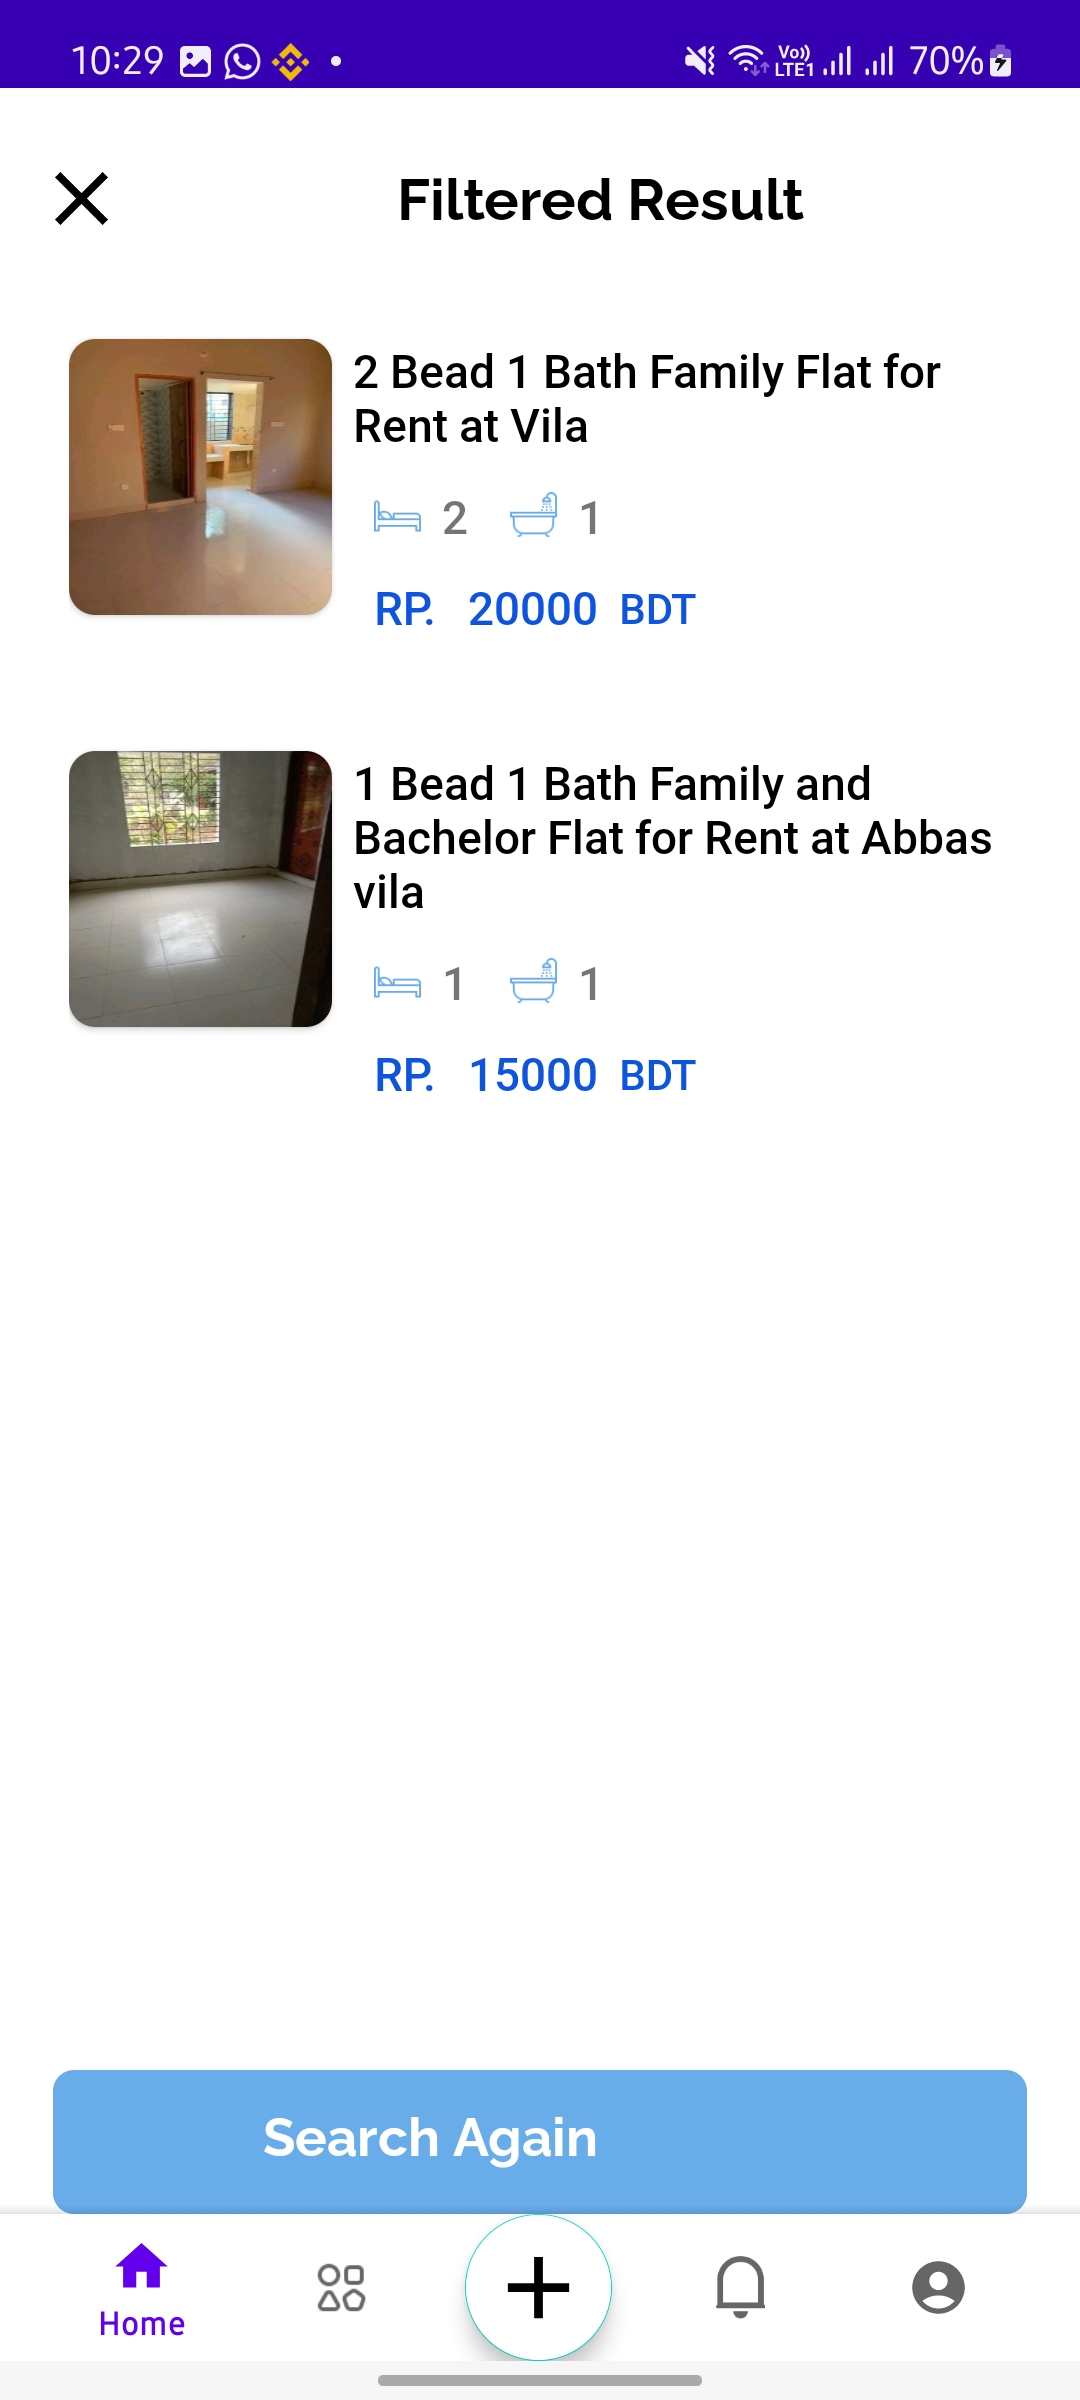 10:29
Vo)) LTE1 70%
Filtered Result
2 Bead 1 Bath Family Flat for
Rent at Vila
2 1
RP. 20000 BDT
1 Bead 1 Bath Family and
Bachelor Flat for Rent at Abbas
vila
1 1
RP. 15000 BDT
Search Again
Home